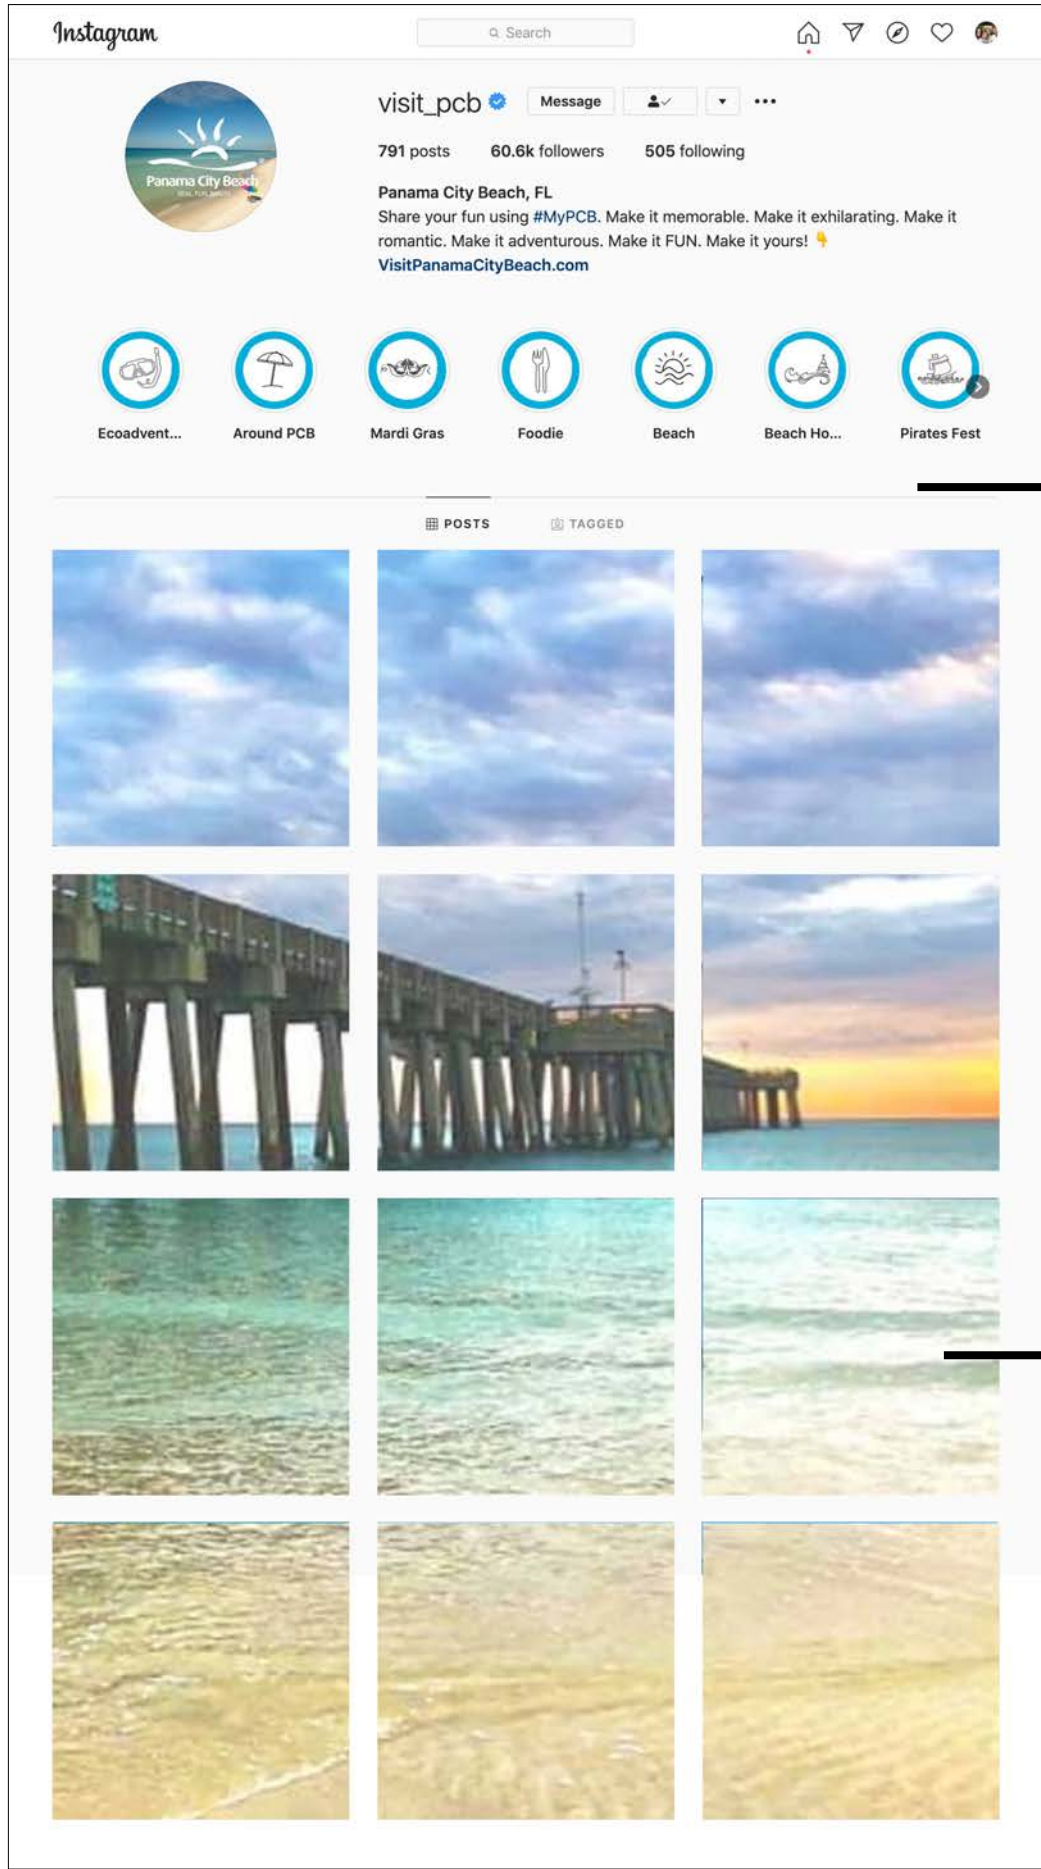 Instagram
Search
visit_pcb
Message
791 posts 60.6k followers 505 following
Panama City Beach, FL
Share your fun using #MyPCB. Make it memorable. Make it exhilarating. Make it
romantic. Make it adventurous. Make it FUN. Make it yours! 👇
VisitPanamaCityBeach.com
Panama City Beach
Ecoadvent... Around PCB Mardi Gras Foodie Beach Beach Ho... Pirates Fest
POSTS TAGGED